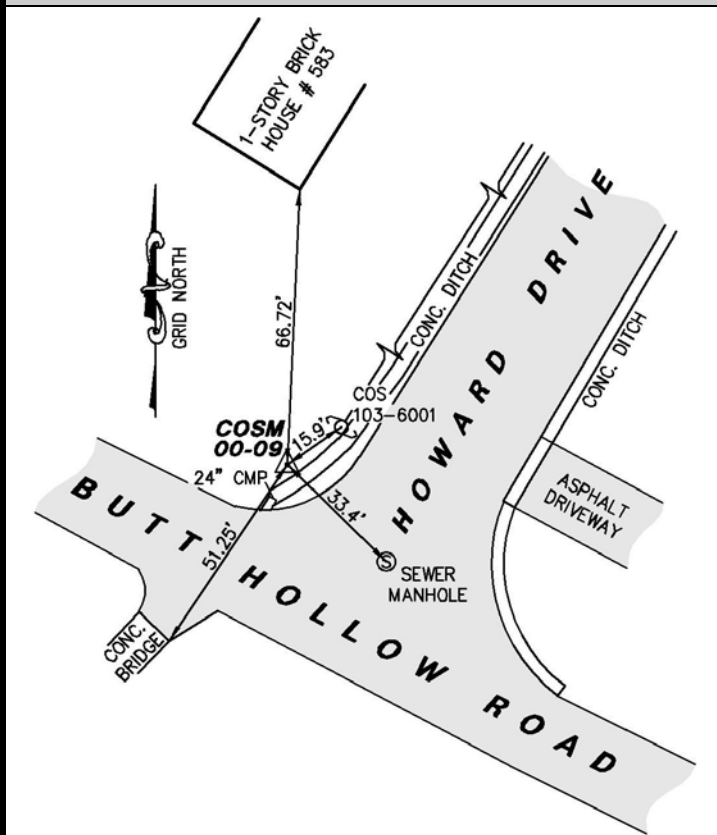 1-STORY BRICK
HOUSE # 583
GRID NORTH
66.72'
CONC. DITCH
HOWARD DRIVE
CONC. DITCH
COS
103-6001
COSM
00-09
15.9'
24" CMP
33.4'
ASPHALT
DRIVEWAY
BUTT HOLLOW ROAD
51.25'
S
SEWER
MANHOLE
CONC.
BRIDGE